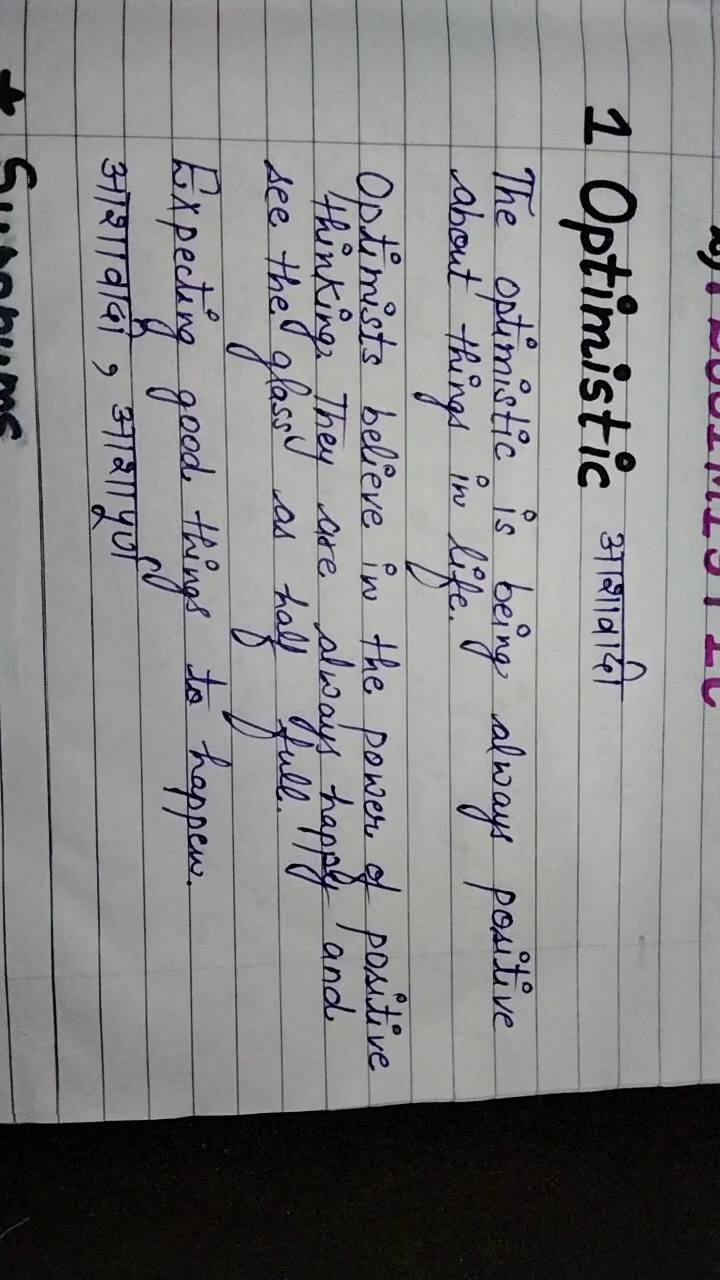 1 Optimistic आशावादी
The optimistic is being always positive
about things in life.
Optimists believe in the power of positive
thinking. They are always happy and
see the glass as half full.
Expecting good things to happen.
आशावादी, आशापूर्ण
★ Synonyms